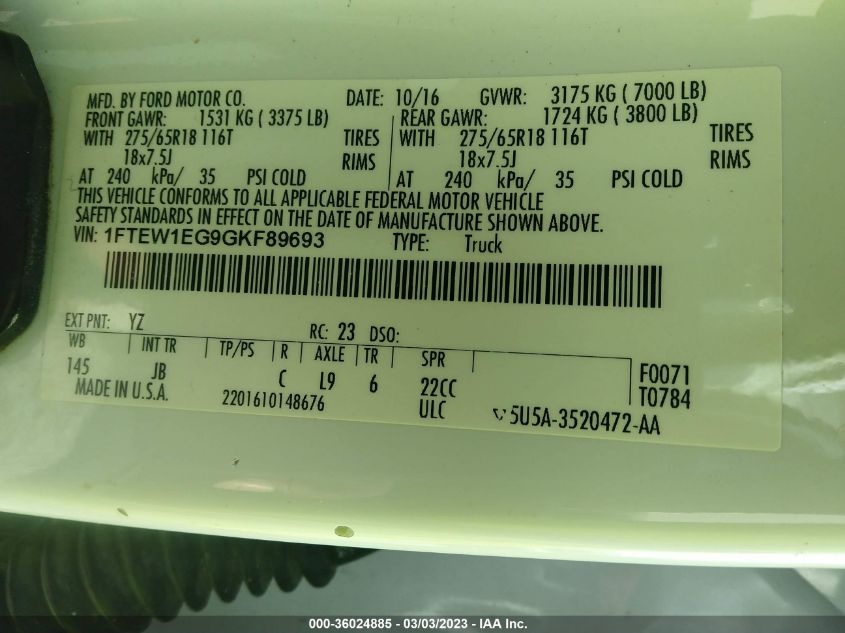 MFD. BY FORD MOTOR CO. DATE: 10/16 GVWR: 3175 KG ( 7000 LB)
FRONT GAWR: 1531 KG ( 3375 LB) REAR GAWR: 1724 KG ( 3800 LB)
WITH 275/65R18 116T TIRES WITH 275/65R18 116T TIRES
18x7.5J RIMS 18x7.5J RIMS
AT 240 kPa/ 35 PSI COLD AT 240 kPa/ 35 PSI COLD
THIS VEHICLE CONFORMS TO ALL APPLICABLE FEDERAL MOTOR VEHICLE
SAFETY STANDARDS IN EFFECT ON THE DATE OF MANUFACTURE SHOWN ABOVE.
VIN: 1FTEW1EG9GKF89693 TYPE: Truck
EXT PNT: YZ RC: 23 DSO:
WB INT TR TP/PS R AXLE TR SPR
145 JB C L9 6 22CC F0071
MADE IN U.S.A. 2201610148676 ULC 5U5A-3520472-AA T0784
000-36024885 - 03/03/2023 - IAA Inc.